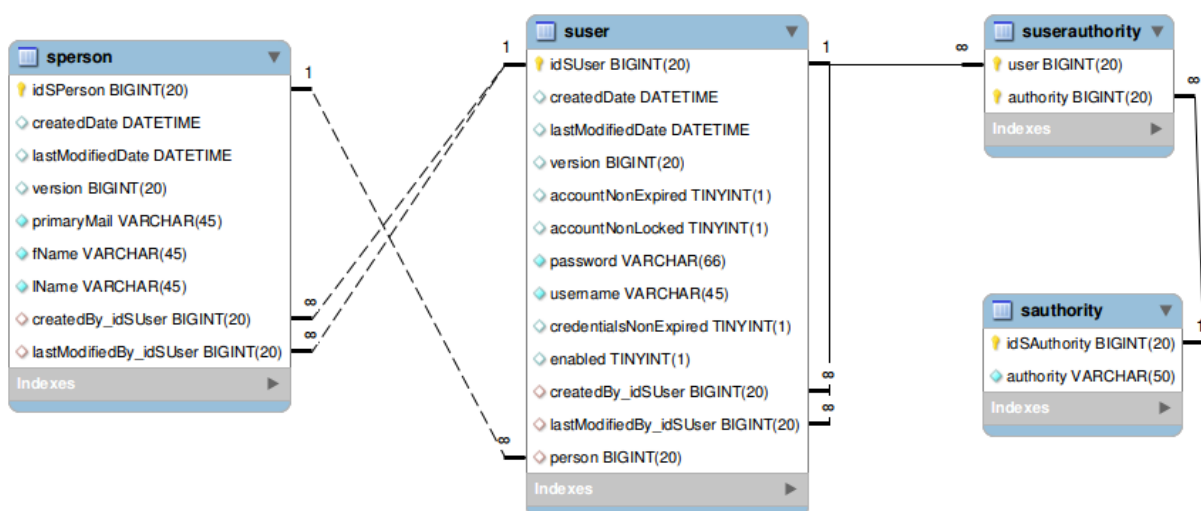 sperson
idSPerson BIGINT(20)
createdDate DATETIME
lastModifiedDate DATETIME
version BIGINT(20)
primaryMail VARCHAR(45)
fName VARCHAR(45)
lName VARCHAR(45)
createdBy_idSUser BIGINT(20)
lastModifiedBy_idSUser BIGINT(20)
Indexes
1
∞
∞
suser
idSUser BIGINT(20)
createdDate DATETIME
lastModifiedDate DATETIME
version BIGINT(20)
accountNonExpired TINYINT(1)
accountNonLocked TINYINT(1)
password VARCHAR(66)
username VARCHAR(45)
credentialsNonExpired TINYINT(1)
enabled TINYINT(1)
createdBy_idSUser BIGINT(20)
lastModifiedBy_idSUser BIGINT(20)
person BIGINT(20)
Indexes
1
∞
1
∞
∞
suserauthority
user BIGINT(20)
authority BIGINT(20)
Indexes
∞
∞
sauthority
idSAuthority BIGINT(20)
authority VARCHAR(50)
Indexes
1